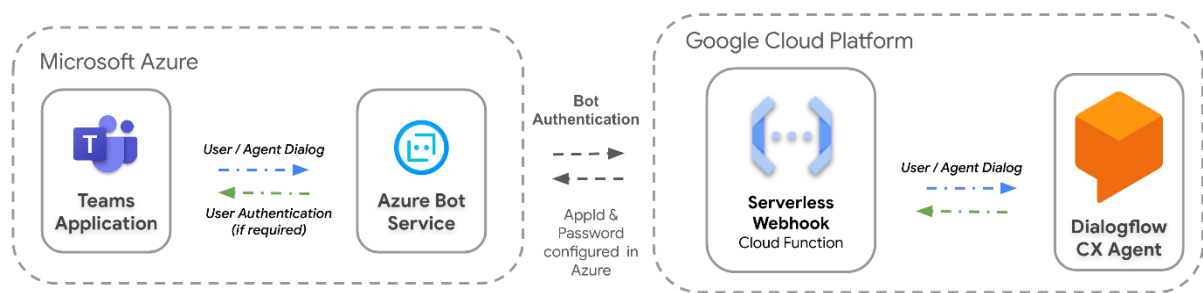 Microsoft Azure
T
Teams
Application
User / Agent Dialog
User Authentication
(if required)
Azure Bot
Service
Bot
Authentication
AppId &
Password
configured in
Azure
Google Cloud Platform
Serverless
Webhook
Cloud Function
User / Agent Dialog
Dialogflow
CX Agent